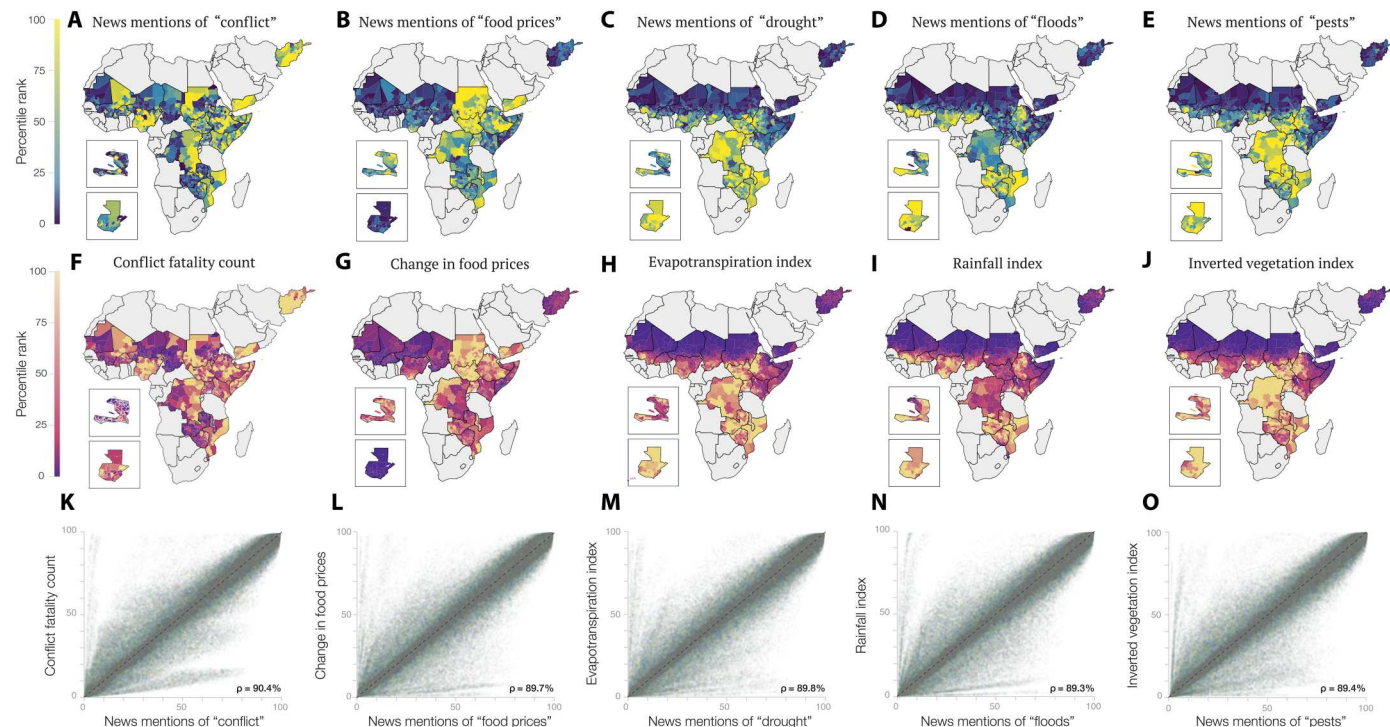 A News mentions of "conflict"
B News mentions of "food prices"
C News mentions of "drought"
D News mentions of "floods"
E News mentions of "pests"
Percentile rank
100
75
50
25
0
F Conflict fatality count
G Change in food prices
H Evapotranspiration index
I Rainfall index
J Inverted vegetation index
Percentile rank
100
75
50
25
0
K
Conflict fatality count
100
50
0
ρ = 90.4%
0
50
100
News mentions of "conflict"
L
Change in food prices
100
50
0
ρ = 89.7%
0
50
100
News mentions of "food prices"
M
Evapotranspiration index
100
50
0
ρ = 89.8%
0
50
100
News mentions of "drought"
N
Rainfall index
100
50
0
ρ = 89.3%
0
50
100
News mentions of "floods"
O
Inverted vegetation index
100
50
0
ρ = 89.4%
0
50
100
News mentions of "pests"